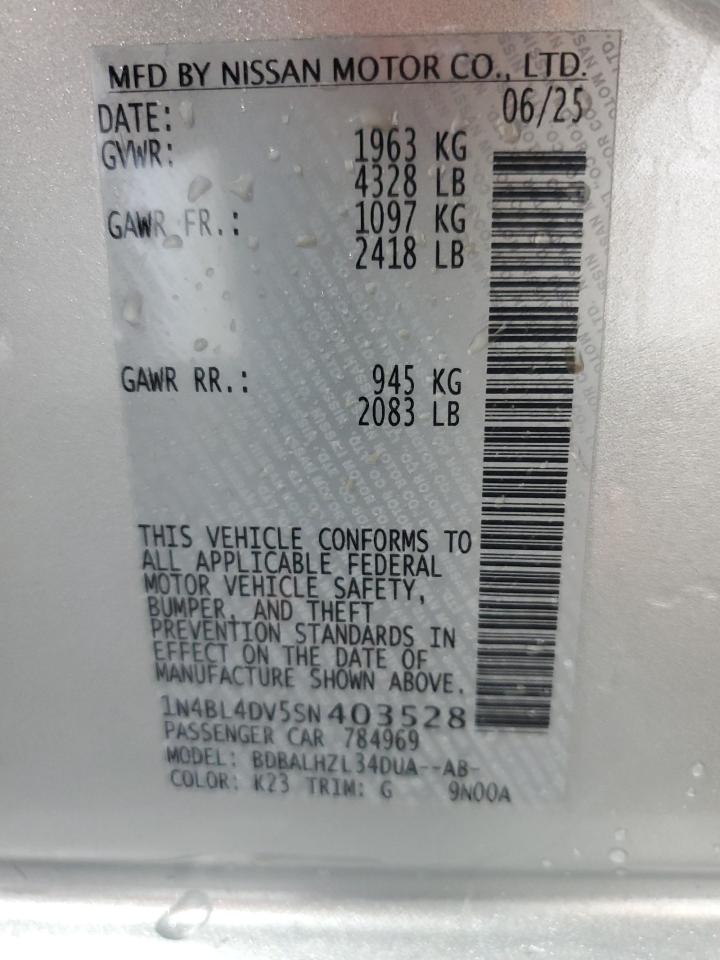 MFD BY NISSAN MOTOR CO., LTD.
DATE: 06/25
GVWR: 1963 KG
4328 LB
GAWR FR.: 1097 KG
2418 LB
GAWR RR.: 945 KG
2083 LB
THIS VEHICLE CONFORMS TO
ALL APPLICABLE FEDERAL
MOTOR VEHICLE SAFETY,
BUMPER, AND THEFT
PREVENTION STANDARDS IN
EFFECT ON THE DATE OF
MANUFACTURE SHOWN ABOVE.
1N4BL4DV5SN403528
PASSENGER CAR 784969
MODEL: BDBALHZL34DUA--AB-
COLOR: K23 TRIM: G 9N00A